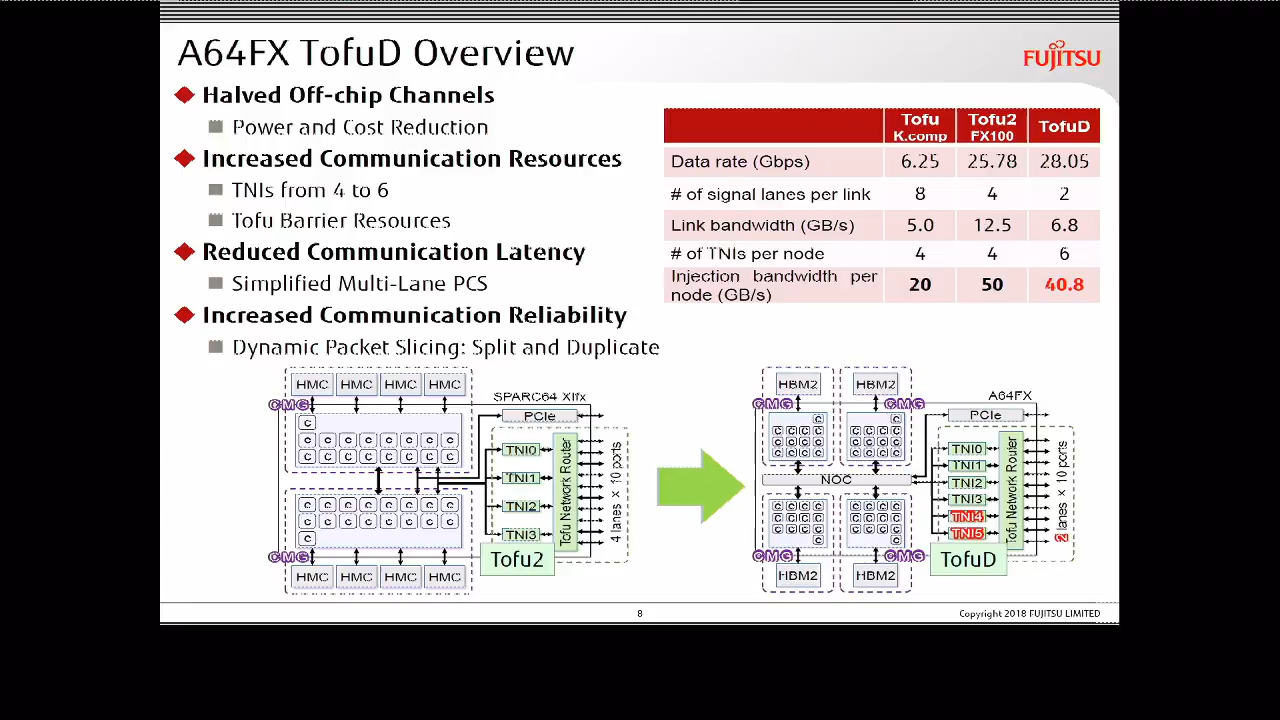 A64FX TofuD Overview
FUJITSU
Halved Off-chip Channels
Power and Cost Reduction
Increased Communication Resources
TNIs from 4 to 6
Tofu Barrier Resources
Reduced Communication Latency
Simplified Multi-Lane PCS
Increased Communication Reliability
Dynamic Packet Slicing: Split and Duplicate
Tofu K.comp Tofu2 FX100 TofuD
Data rate (Gbps) 6.25 25.78 28.05
# of signal lanes per link 8 4 2
Link bandwidth (GB/s) 5.0 12.5 6.8
# of TNIs per node 4 4 6
Injection bandwidth per node (GB/s) 20 50 40.8
HMC HMC HMC HMC
CMG
SPARC64 XIfx
PCIe
C
C C C C C C C C
C C C C C C C C
TNI0
TNI1
TNI2
TNI3
Tofu Network Router
4 lanes × 10 ports
C C C C C C C C
C C C C C C C C
C
CMG
Tofu2
HMC HMC HMC HMC
HBM2 HBM2
CMG CMG
A64FX
PCIe
C C
C C C C C C C C
C C C C C C C C
C C C C C C C C
NOC
TNI0
TNI1
TNI2
TNI3
TNI4
TNI5
Tofu Network Router
2 lanes × 10 ports
C C C C C C C C
C C C C C C C C
C C C C C C C C
C C
CMG CMG
TofuD
HBM2 HBM2
8
Copyright 2018 FUJITSU LIMITED